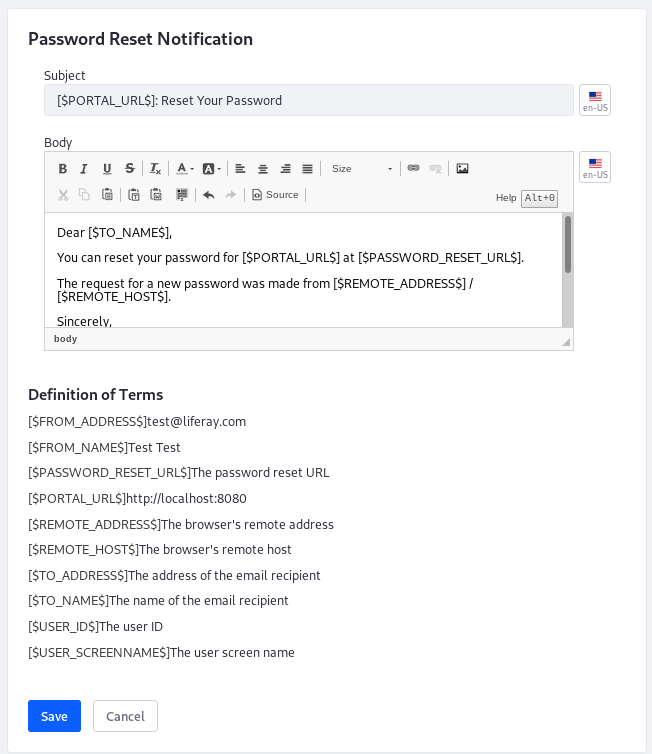 Password Reset Notification
Subject
[$PORTAL_URL$]: Reset Your Password
en-US
Body
B I U S Ix A A Size
en-US
Source Help Alt+0
Dear [$TO_NAME$],
You can reset your password for [$PORTAL_URL$] at [$PASSWORD_RESET_URL$].
The request for a new password was made from [$REMOTE_ADDRESS$] /
[$REMOTE_HOST$].
Sincerely,
body
Definition of Terms
[$FROM_ADDRESS$]test@liferay.com
[$FROM_NAME$]Test Test
[$PASSWORD_RESET_URL$]The password reset URL
[$PORTAL_URL$]http://localhost:8080
[$REMOTE_ADDRESS$]The browser's remote address
[$REMOTE_HOST$]The browser's remote host
[$TO_ADDRESS$]The address of the email recipient
[$TO_NAME$]The name of the email recipient
[$USER_ID$]The user ID
[$USER_SCREENNAME$]The user screen name
Save Cancel